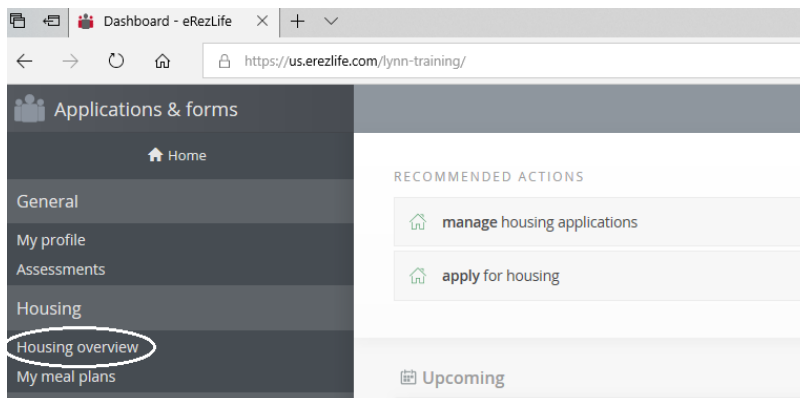 Dashboard - eRezLife
https://us.erezlife.com/lynn-training/
Applications & forms
Home
General
My profile
Assessments
Housing
Housing overview
My meal plans
RECOMMENDED ACTIONS
manage housing applications
apply for housing
Upcoming